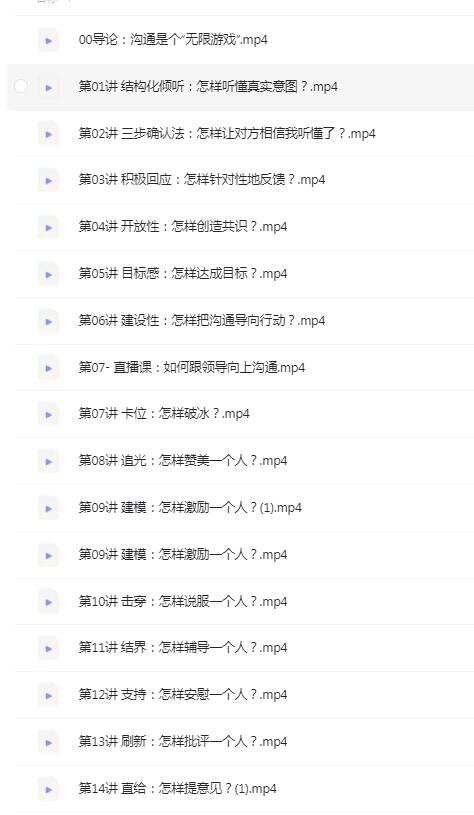 00导论：沟通是个“无限游戏”.mp4
第01讲 结构化倾听：怎样听懂真实意图？.mp4
第02讲 三步确认法：怎样让对方相信我听懂了？.mp4
第03讲 积极回应：怎样针对性地反馈？.mp4
第04讲 开放性：怎样创造共识？.mp4
第05讲 目标感：怎样达成目标？.mp4
第06讲 建设性：怎样把沟通导向行动？.mp4
第07- 直播课：如何跟领导向上沟通.mp4
第07讲 卡位：怎样破冰？.mp4
第08讲 追光：怎样赞美一个人？.mp4
第09讲 建模：怎样激励一个人？(1).mp4
第09讲 建模：怎样激励一个人？.mp4
第10讲 击穿：怎样说服一个人？.mp4
第11讲 结界：怎样辅导一个人？.mp4
第12讲 支持：怎样安慰一个人？.mp4
第13讲 刷新：怎样批评一个人？.mp4
第14讲 直给：怎样提意见？(1).mp4